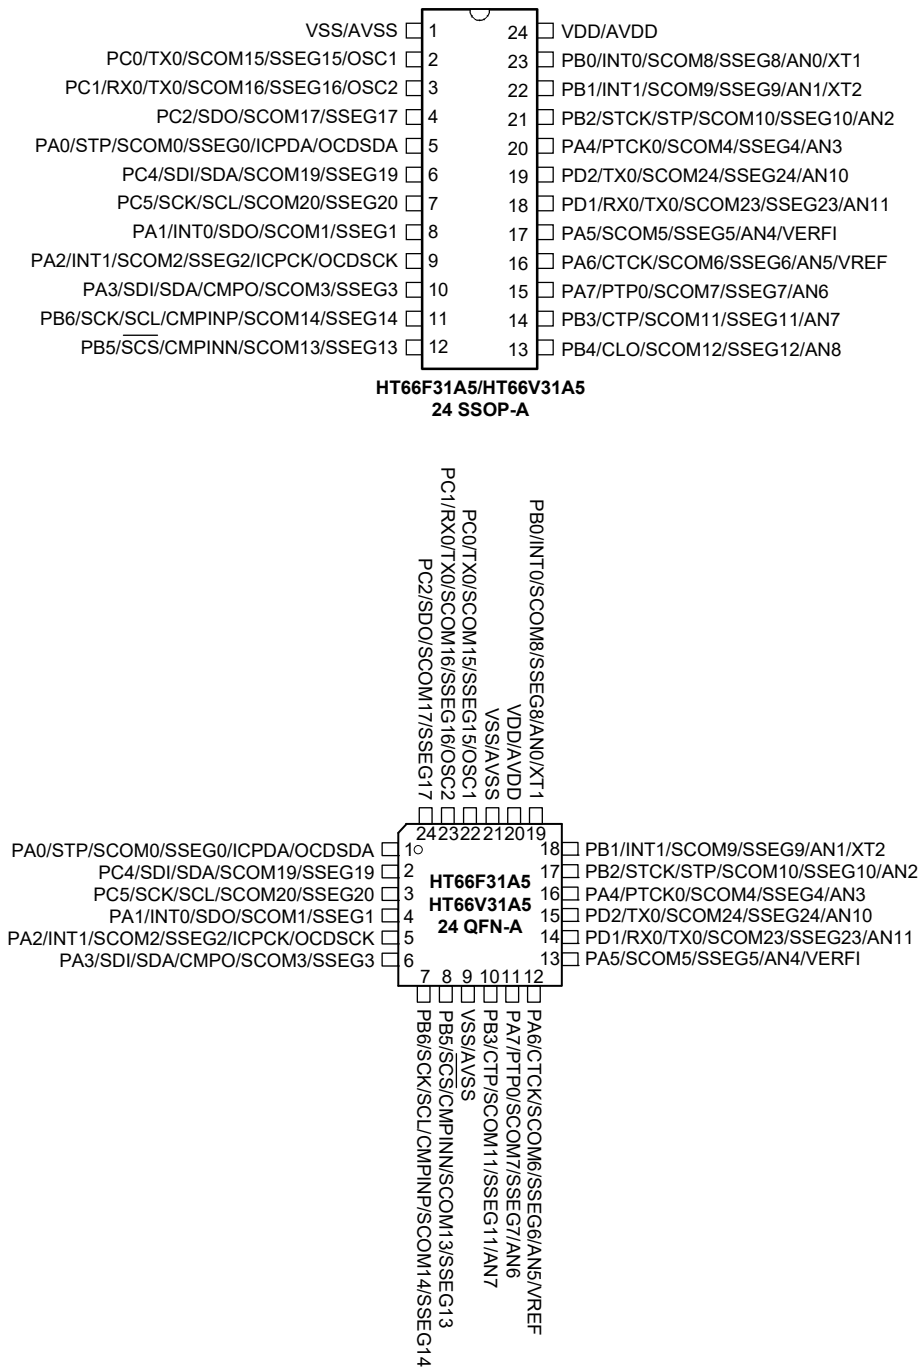 VSS/AVSS 1 24 VDD/AVDD
PC0/TX0/SCOM15/SSEG15/OSC1 2 23 PB0/INT0/SCOM8/SSEG8/AN0/XT1
PC1/RX0/TX0/SCOM16/SSEG16/OSC2 3 22 PB1/INT1/SCOM9/SSEG9/AN1/XT2
PC2/SDO/SCOM17/SSEG17 4 21 PB2/STCK/STP/SCOM10/SSEG10/AN2
PA0/STP/SCOM0/SSEG0/ICPDA/OCDSDA 5 20 PA4/PTCK0/SCOM4/SSEG4/AN3
PC4/SDI/SDA/SCOM19/SSEG19 6 19 PD2/TX0/SCOM24/SSEG24/AN10
PC5/SCK/SCL/SCOM20/SSEG20 7 18 PD1/RX0/TX0/SCOM23/SSEG23/AN11
PA1/INT0/SDO/SCOM1/SSEG1 8 17 PA5/SCOM5/SSEG5/AN4/VERFI
PA2/INT1/SCOM2/SSEG2/ICPCK/OCDSCK 9 16 PA6/CTCK/SCOM6/SSEG6/AN5/VREF
PA3/SDI/SDA/CMPO/SCOM3/SSEG3 10 15 PA7/PTP0/SCOM7/SSEG7/AN6
PB6/SCK/SCL/CMPINP/SCOM14/SSEG14 11 14 PB3/CTP/SCOM11/SSEG11/AN7
PB5/SCS/CMPINN/SCOM13/SSEG13 12 13 PB4/CLO/SCOM12/SSEG12/AN8
HT66F31A5/HT66V31A5
24 SSOP-A
PC2/SDO/SCOM17/SSEG17
PC1/RX0/TX0/SCOM16/SSEG16/OSC2
PC0/TX0/SCOM15/SSEG15/OSC1
VSS/AVSS
VDD/AVDD
PB0/INT0/SCOM8/SSEG8/AN0/XT1
24 23 22 21 20 19
PA0/STP/SCOM0/SSEG0/ICPDA/OCDSDA 1 18 PB1/INT1/SCOM9/SSEG9/AN1/XT2
PC4/SDI/SDA/SCOM19/SSEG19 2 17 PB2/STCK/STP/SCOM10/SSEG10/AN2
PC5/SCK/SCL/SCOM20/SSEG20 3 16 PA4/PTCK0/SCOM4/SSEG4/AN3
PA1/INT0/SDO/SCOM1/SSEG1 4 15 PD2/TX0/SCOM24/SSEG24/AN10
PA2/INT1/SCOM2/SSEG2/ICPCK/OCDSCK 5 14 PD1/RX0/TX0/SCOM23/SSEG23/AN11
PA3/SDI/SDA/CMPO/SCOM3/SSEG3 6 13 PA5/SCOM5/SSEG5/AN4/VERFI
HT66F31A5
HT66V31A5
24 QFN-A
7 8 9 10 11 12
PB6/SCK/SCL/CMPINP/SCOM14/SSEG14
PB5/SCS/CMPINN/SCOM13/SSEG13
VSS/AVSS
PB3/CTP/SCOM11/SSEG11/AN7
PA7/PTP0/SCOM7/SSEG7/AN6
PA6/CTCK/SCOM6/SSEG6/AN5/VREF